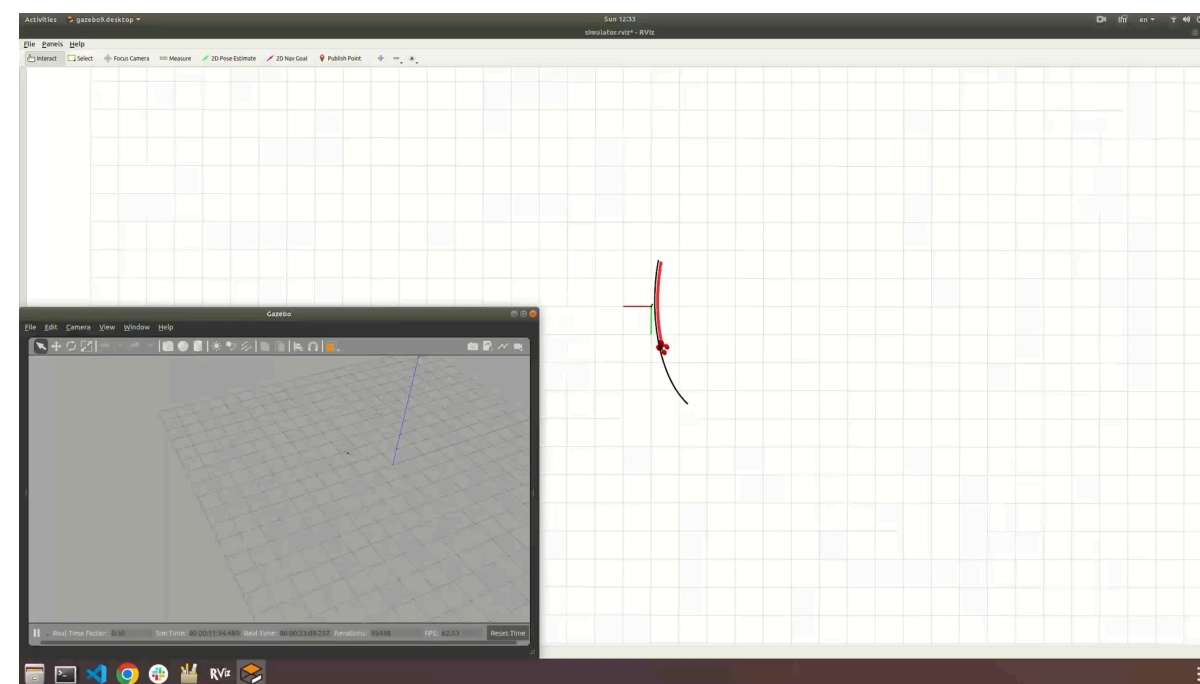 Activities gazebo9.desktop Sun 12:33 en
simulator.rviz* - RViz
File Panels Help
Interact Select Focus Camera Measure 2D Pose Estimate 2D Nav Goal Publish Point
Gazebo
File Edit Camera View Window Help
Real Time Factor: Sim Time: Real Time: Iterations: FPS: Reset Time
RViz